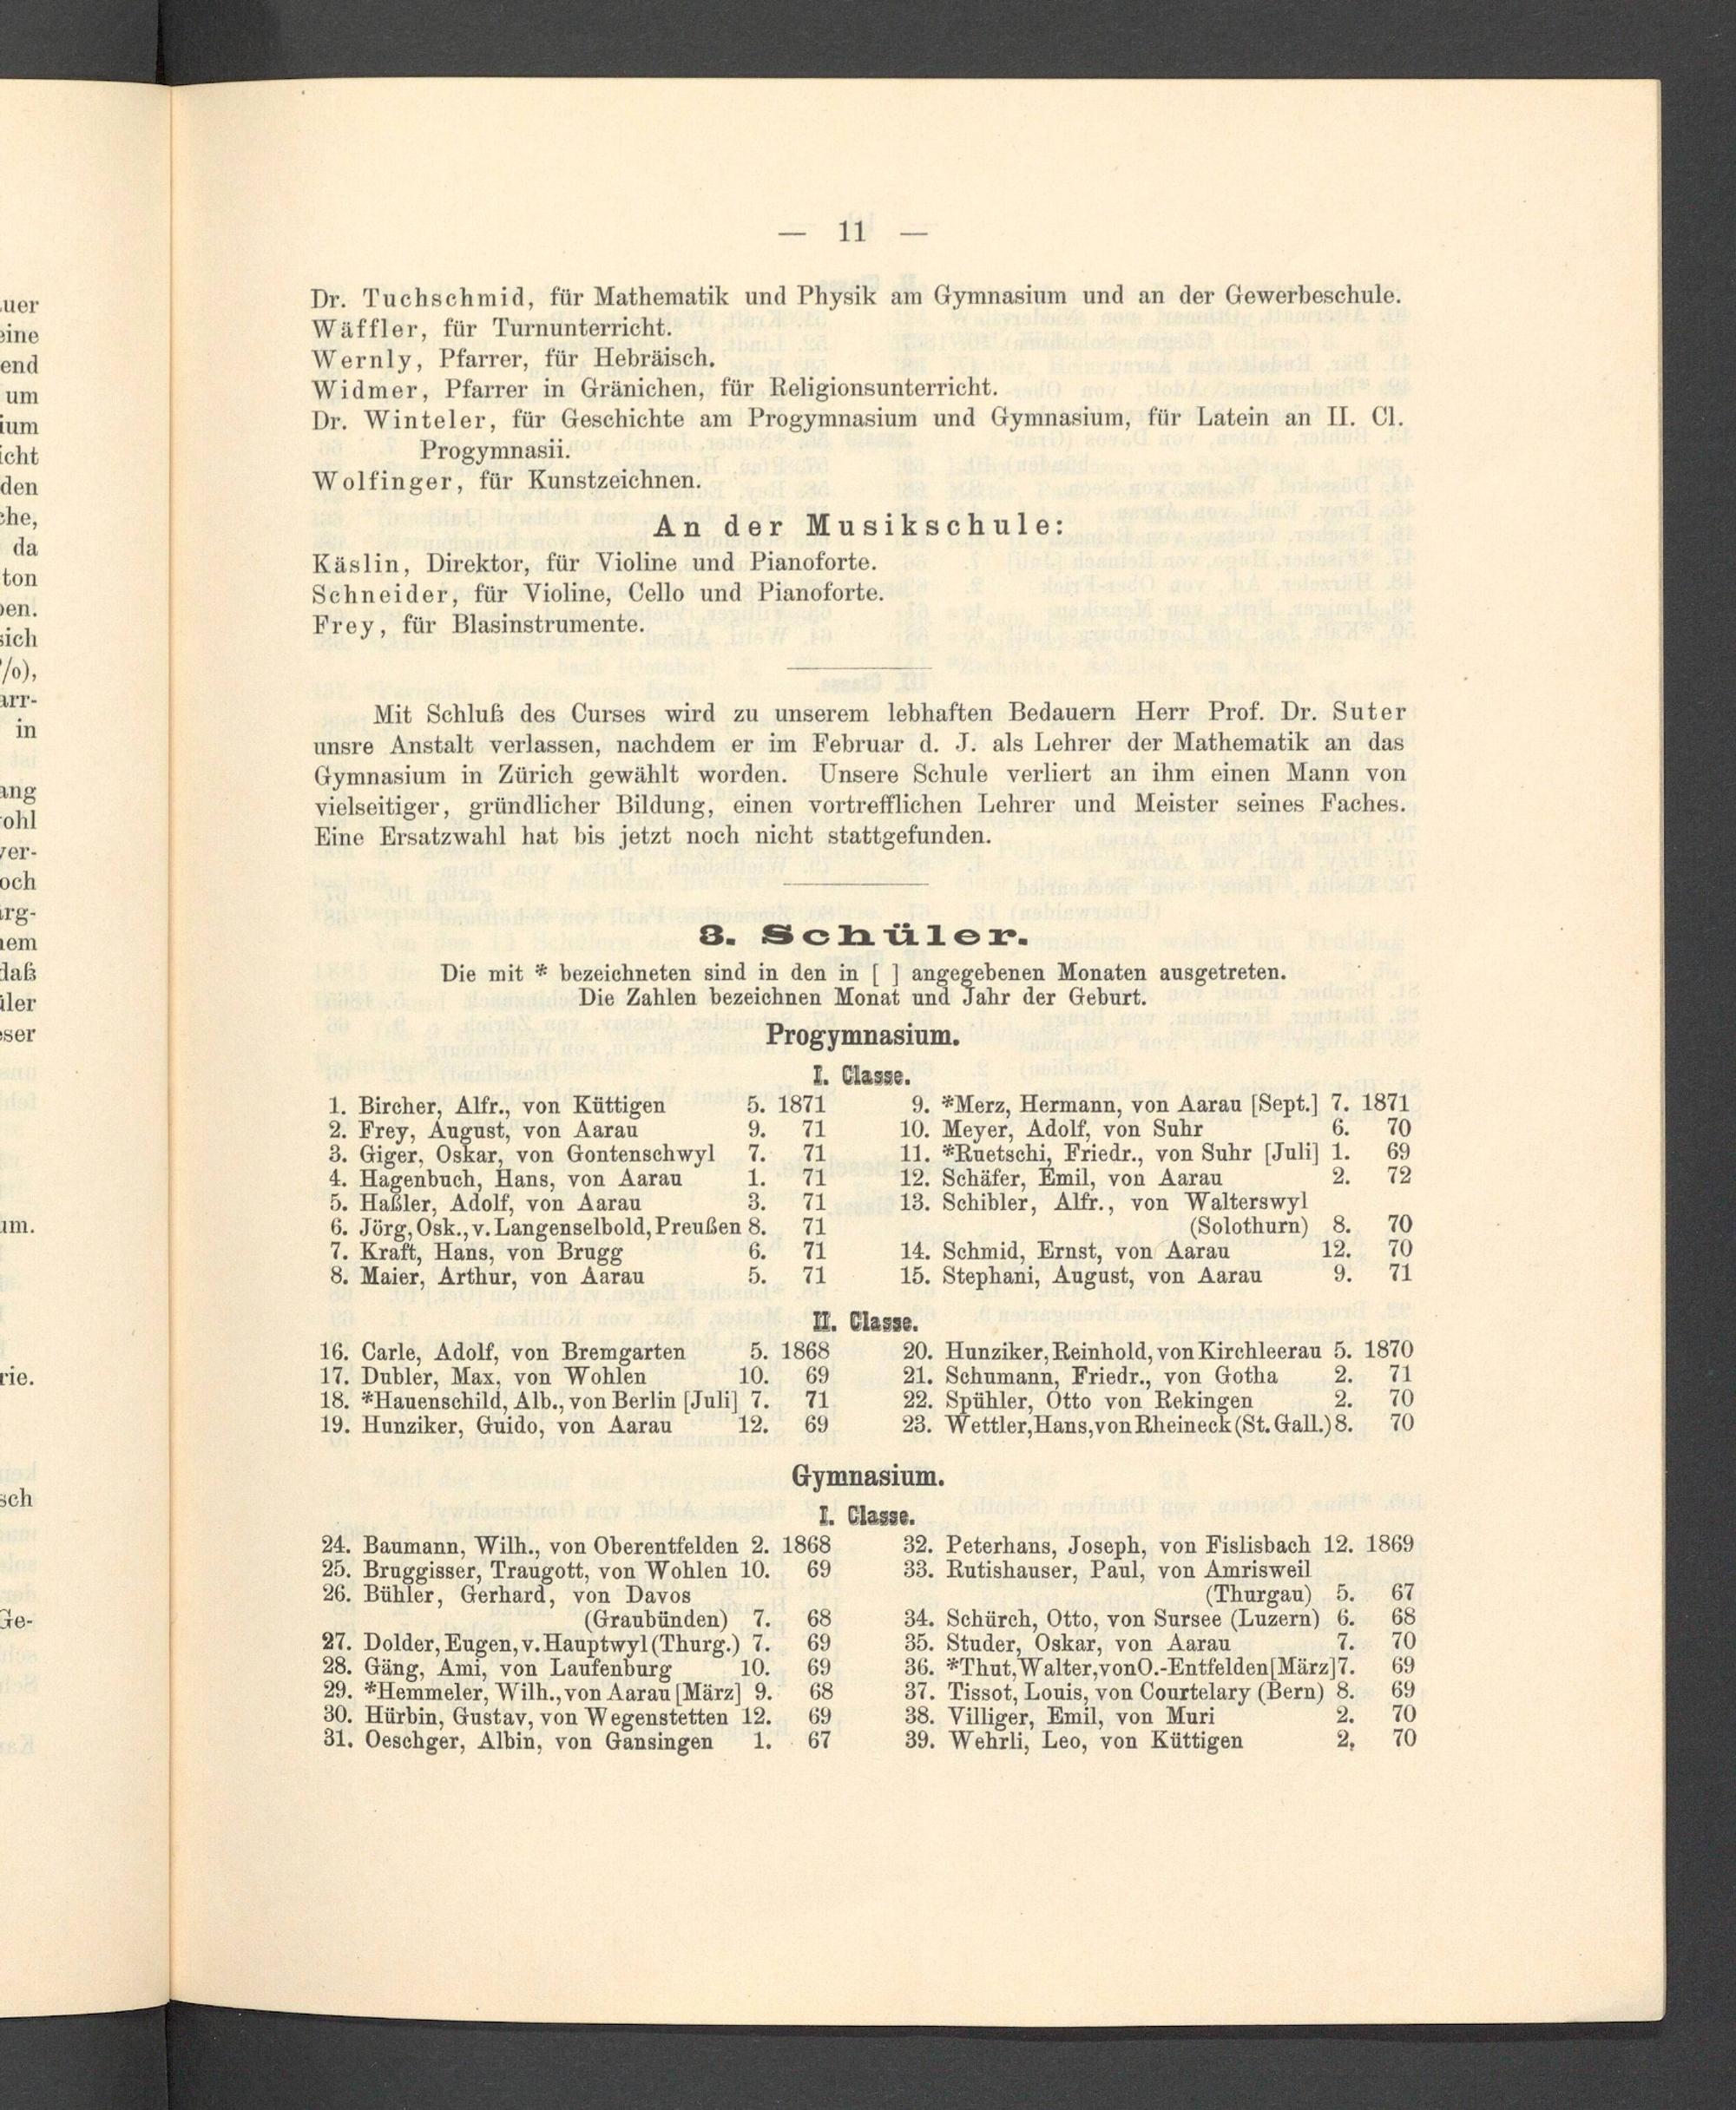 — 11 —
Dr. Tuchschmid, für Mathematik und Physik am Gymnasium und an der Gewerbeschule.
Wäffler, für Turnunterricht.
Wernly, Pfarrer, für Hebräisch.
Widmer, Pfarrer in Gränichen, für Religionsunterricht.
Dr. Winteler, für Geschichte am Progymnasium und Gymnasium, für Latein an II. Cl.
Progymnasii.
Wolfinger, für Kunstzeichnen.
An der Musikschule:
Käslin, Direktor, für Violine und Pianoforte.
Schneider, für Violine, Cello und Pianoforte.
Frey, für Blasinstrumente.
Mit Schluß des Curses wird zu unserem lebhaften Bedauern Herr Prof. Dr. Suter
unsre Anstalt verlassen, nachdem er im Februar d. J. als Lehrer der Mathematik an das
Gymnasium in Zürich gewählt worden. Unsere Schule verliert an ihm einen Mann von
vielseitiger, gründlicher Bildung, einen vortrefflichen Lehrer und Meister seines Faches.
Eine Ersatzwahl hat bis jetzt noch nicht stattgefunden.
3. Schüler.
Die mit * bezeichneten sind in den in [ ] angegebenen Monaten ausgetreten.
Die Zahlen bezeichnen Monat und Jahr der Geburt.
Progymnasium.
I. Classe.
1. Bircher, Alfr., von Küttigen 5. 1871
2. Frey, August, von Aarau 9. 71
3. Giger, Oskar, von Gontenschwyl 7. 71
4. Hagenbuch, Hans, von Aarau 1. 71
5. Haßler, Adolf, von Aarau 3. 71
6. Jörg, Osk., v. Langenselbold, Preußen 8. 71
7. Kraft, Hans, von Brugg 6. 71
8. Maier, Arthur, von Aarau 5. 71
9. *Merz, Hermann, von Aarau [Sept.] 7. 1871
10. Meyer, Adolf, von Suhr 6. 70
11. *Ruetschi, Friedr., von Suhr [Juli] 1. 69
12. Schäfer, Emil, von Aarau 2. 72
13. Schibler, Alfr., von Walterswyl
(Solothurn) 8. 70
14. Schmid, Ernst, von Aarau 12. 70
15. Stephani, August, von Aarau 9. 71
II. Classe.
16. Carle, Adolf, von Bremgarten 5. 1868
17. Dubler, Max, von Wohlen 10. 69
18. *Hauenschild, Alb., von Berlin [Juli] 7. 71
19. Hunziker, Guido, von Aarau 12. 69
20. Hunziker, Reinhold, von Kirchleerau 5. 1870
21. Schumann, Friedr., von Gotha 2. 71
22. Spühler, Otto von Rekingen 2. 70
23. Wettler, Hans, von Rheineck (St. Gall.) 8. 70
Gymnasium.
I. Classe.
24. Baumann, Wilh., von Oberentfelden 2. 1868
25. Bruggisser, Traugott, von Wohlen 10. 69
26. Bühler, Gerhard, von Davos
(Graubünden) 7. 68
27. Dolder, Eugen, v. Hauptwyl (Thurg.) 7. 69
28. Gäng, Ami, von Laufenburg 10. 69
29. *Hemmeler, Wilh., von Aarau [März] 9. 68
30. Hürbin, Gustav, von Wegenstetten 12. 69
31. Oeschger, Albin, von Gansingen 1. 67
32. Peterhans, Joseph, von Fislisbach 12. 1869
33. Rutishauser, Paul, von Amrisweil
(Thurgau) 5. 67
34. Schürch, Otto, von Sursee (Luzern) 6. 68
35. Studer, Oskar, von Aarau 7. 70
36. *Thut, Walter, von O.-Entfelden [März] 7. 69
37. Tissot, Louis, von Courtelary (Bern) 8. 69
38. Villiger, Emil, von Muri 2. 70
39. Wehrli, Leo, von Küttigen 2. 70